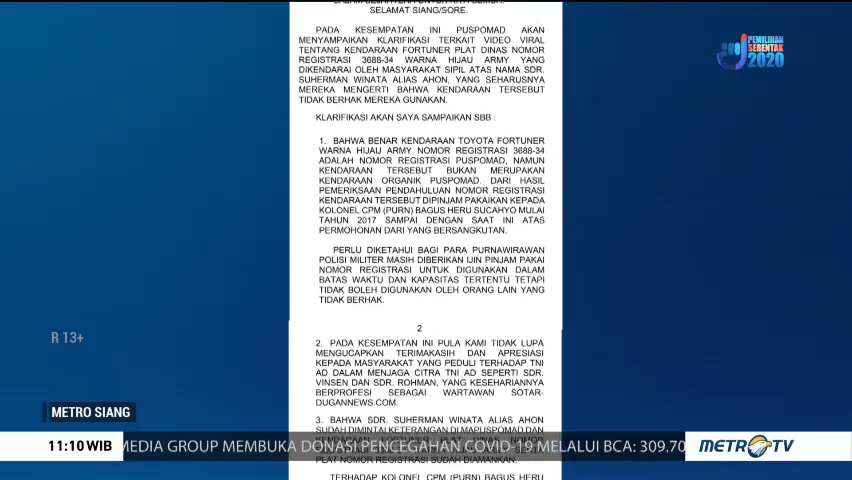 SELAMAT SIANG/SORE.
PADA KESEMPATAN INI PUSPOMAD AKAN
MENYAMPAIKAN KLARIFIKASI TERKAIT VIDEO VIRAL
TENTANG KENDARAAN FORTUNER PLAT DINAS NOMOR
REGISTRASI 3688-34 WARNA HIJAU ARMY YANG
DIKENDARAI OLEH MASYARAKAT SIPIL ATAS NAMA SDR.
SUHERMAN WINATA ALIAS AHON, YANG SEHARUSNYA
MEREKA MENGERTI BAHWA KENDARAAN TERSEBUT
TIDAK BERHAK MEREKA GUNAKAN.
KLARIFIKASI AKAN SAYA SAMPAIKAN SBB :
1. BAHWA BENAR KENDARAAN TOYOTA FORTUNER
WARNA HIJAU ARMY NOMOR REGISTRASI 3688-34
ADALAH NOMOR REGISTRASI PUSPOMAD, NAMUN
KENDARAAN TERSEBUT BUKAN MERUPAKAN
KENDARAAN ORGANIK PUSPOMAD. DARI HASIL
PEMERIKSAAN PENDAHULUAN NOMOR REGISTRASI
KENDARAAN TERSEBUT DIPINJAM PAKAIKAN KEPADA
KOLONEL CPM (PURN) BAGUS HERU SUCAHYO MULAI
TAHUN 2017 SAMPAI DENGAN SAAT INI ATAS
PERMOHONAN DARI YANG BERSANGKUTAN.
PERLU DIKETAHUI BAGI PARA PURNAWIRAWAN
POLISI MILITER MASIH DIBERIKAN IJIN PINJAM PAKAI
NOMOR REGISTRASI UNTUK DIGUNAKAN DALAM
BATAS WAKTU DAN KAPASITAS TERTENTU TETAPI
TIDAK BOLEH DIGUNAKAN OLEH ORANG LAIN YANG
TIDAK BERHAK.
2
2. PADA KESEMPATAN INI PULA KAMI TIDAK LUPA
MENGUCAPKAN TERIMAKASIH DAN APRESIASI
KEPADA MASYARAKAT YANG PEDULI TERHADAP TNI
AD DALAM MENJAGA CITRA TNI AD SEPERTI SDR.
VINSEN DAN SDR. ROHMAN, YANG KESEHARIANNYA
BERPROFESI SEBAGAI WARTAWAN SOTAR-
DUGANNEWS.COM.
3. BAHWA SDR. SUHERMAN WINATA ALIAS AHON
SUDAH DIMINTAI KETERANGAN DI MAPUSPOMAD DAN
KENDARAAN FORTUNER PLAT DINAS NOMOR
PLAT NOMOR REGISTRASI SUDAH DIAMANKAN.
TERHADAP KOLONEL CPM (PURN) BAGUS HERU
PEMILIHAN
SERENTAK
2020
R 13+
METRO SIANG
11:10 WIB
MEDIA GROUP MEMBUKA DONASI PENCEGAHAN COVID-19 MELALUI BCA: 309.70
METRO TV